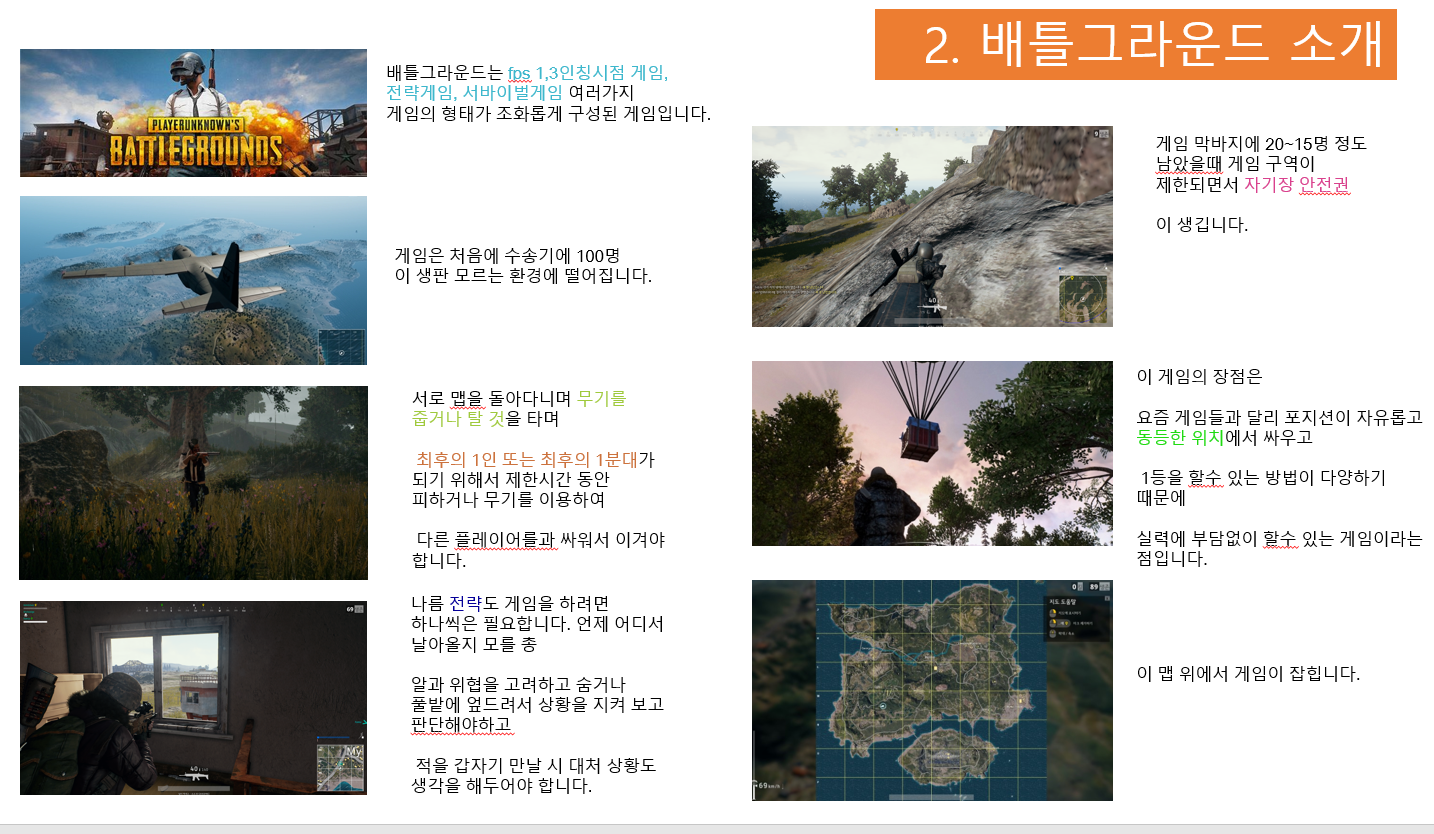 2. 배틀그라운드 소개
PLAYERUNKNOWN'S
BATTLEGROUNDS
배틀그라운드는 fps 1,3인칭시점 게임,
전략게임, 서바이벌게임 여러가지
게임의 형태가 조화롭게 구성된 게임입니다.
게임은 처음에 수송기에 100명
이 생판 모르는 환경에 떨어집니다.
서로 맵을 돌아다니며 무기를
줍거나 탈 것을 타며
최후의 1인 또는 최후의 1분대가
되기 위해서 제한시간 동안
피하거나 무기를 이용하여
다른 플레이어를과 싸워서 이겨야
합니다.
69
40
My
나름 전략도 게임을 하려면
하나씩은 필요합니다. 언제 어디서
날아올지 모를 총
알과 위협을 고려하고 숨거나
풀밭에 엎드려서 상황을 지켜 보고
판단해야하고
적을 갑자기 만날 시 대처 상황도
생각을 해두어야 합니다.
9
40
게임 막바지에 20~15명 정도
남았을때 게임 구역이
제한되면서 자기장 안전권
이 생깁니다.
이 게임의 장점은
요즘 게임들과 달리 포지션이 자유롭고
동등한 위치에서 싸우고
1등을 할수 있는 방법이 다양하기
때문에
실력에 부담없이 할수 있는 게임이라는
점입니다.
0 89
지도 도움말
69 km/h
이 맵 위에서 게임이 잡힙니다.